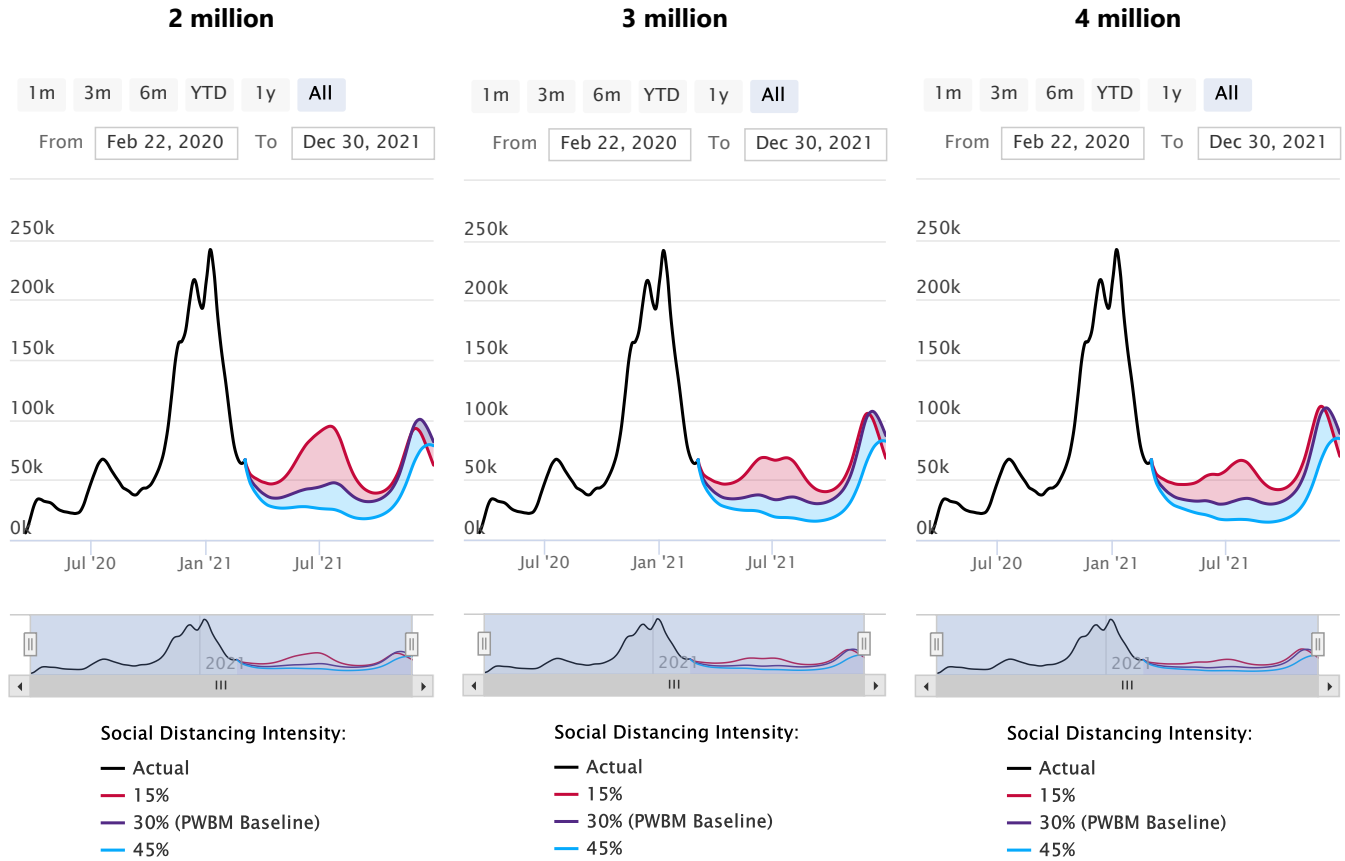 2 million
3 million
4 million
1m 3m 6m YTD 1y All
From Feb 22, 2020 To Dec 30, 2021
250k
200k
150k
100k
50k
0k
Jul '20 Jan '21 Jul '21
2021
Social Distancing Intensity:
Actual
15%
30% (PWBM Baseline)
45%
1m 3m 6m YTD 1y All
From Feb 22, 2020 To Dec 30, 2021
250k
200k
150k
100k
50k
0k
Jul '20 Jan '21 Jul '21
2021
Social Distancing Intensity:
Actual
15%
30% (PWBM Baseline)
45%
1m 3m 6m YTD 1y All
From Feb 22, 2020 To Dec 30, 2021
250k
200k
150k
100k
50k
0k
Jul '20 Jan '21 Jul '21
2021
Social Distancing Intensity:
Actual
15%
30% (PWBM Baseline)
45%